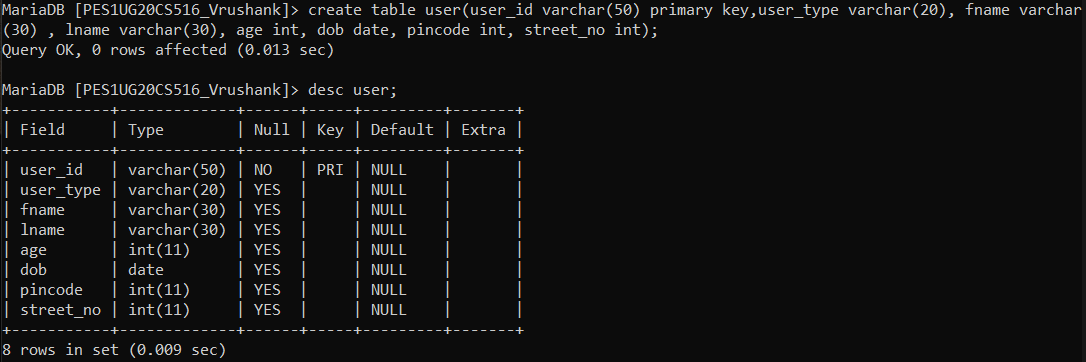 MariaDB [PES1UG20CS516_Vrushank]> create table user(user_id varchar(50) primary key,user_type varchar(20), fname varchar
(30) , lname varchar(30), age int, dob date, pincode int, street_no int);
Query OK, 0 rows affected (0.013 sec)

MariaDB [PES1UG20CS516_Vrushank]> desc user;
+-----------+-------------+------+-----+---------+-------+
| Field     | Type        | Null | Key | Default | Extra |
+-----------+-------------+------+-----+---------+-------+
| user_id   | varchar(50) | NO   | PRI | NULL    |       |
| user_type | varchar(20) | YES  |     | NULL    |       |
| fname     | varchar(30) | YES  |     | NULL    |       |
| lname     | varchar(30) | YES  |     | NULL    |       |
| age       | int(11)     | YES  |     | NULL    |       |
| dob       | date        | YES  |     | NULL    |       |
| pincode   | int(11)     | YES  |     | NULL    |       |
| street_no | int(11)     | YES  |     | NULL    |       |
+-----------+-------------+------+-----+---------+-------+
8 rows in set (0.009 sec)